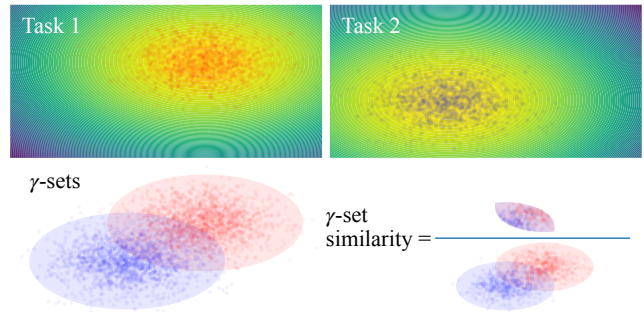 Task 1
Task 2
γ-sets
γ-set
similarity =